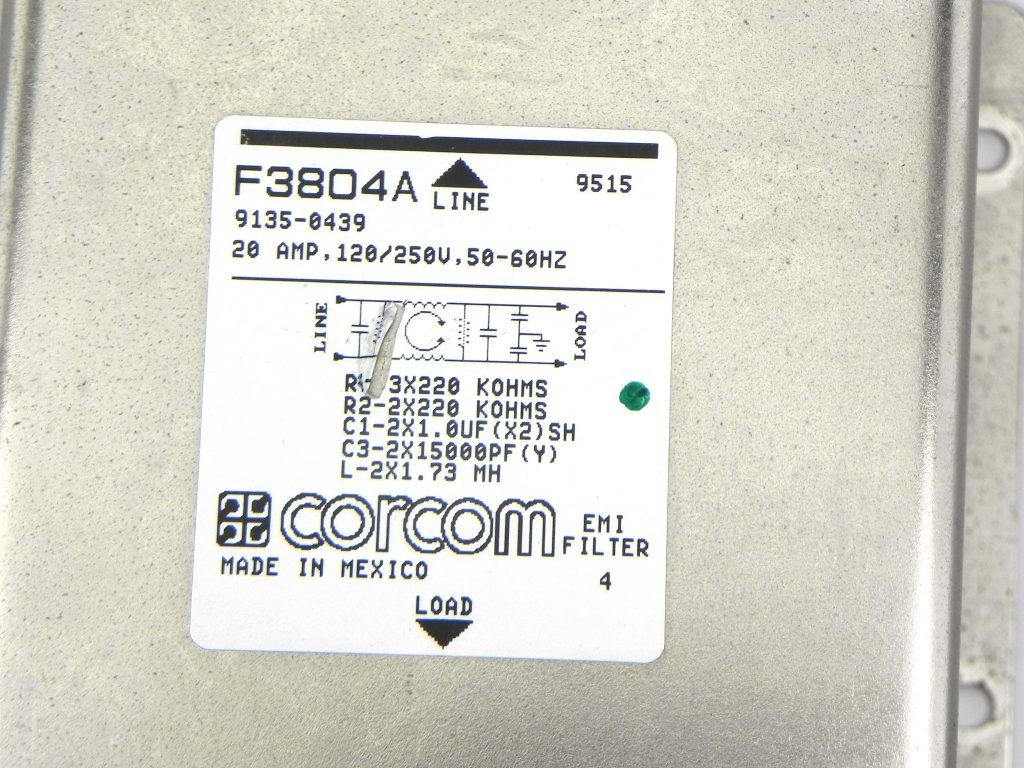 F3804A LINE 9515
9135-0439
20 AMP,120/250V,50-60HZ
LINE
LOAD
R1-3X220 KOHMS
R2-2X220 KOHMS
C1-2X1.0UF(X2)SH
C3-2X15000PF(Y)
L-2X1.73 MH
corcom EMI FILTER
MADE IN MEXICO 4
LOAD